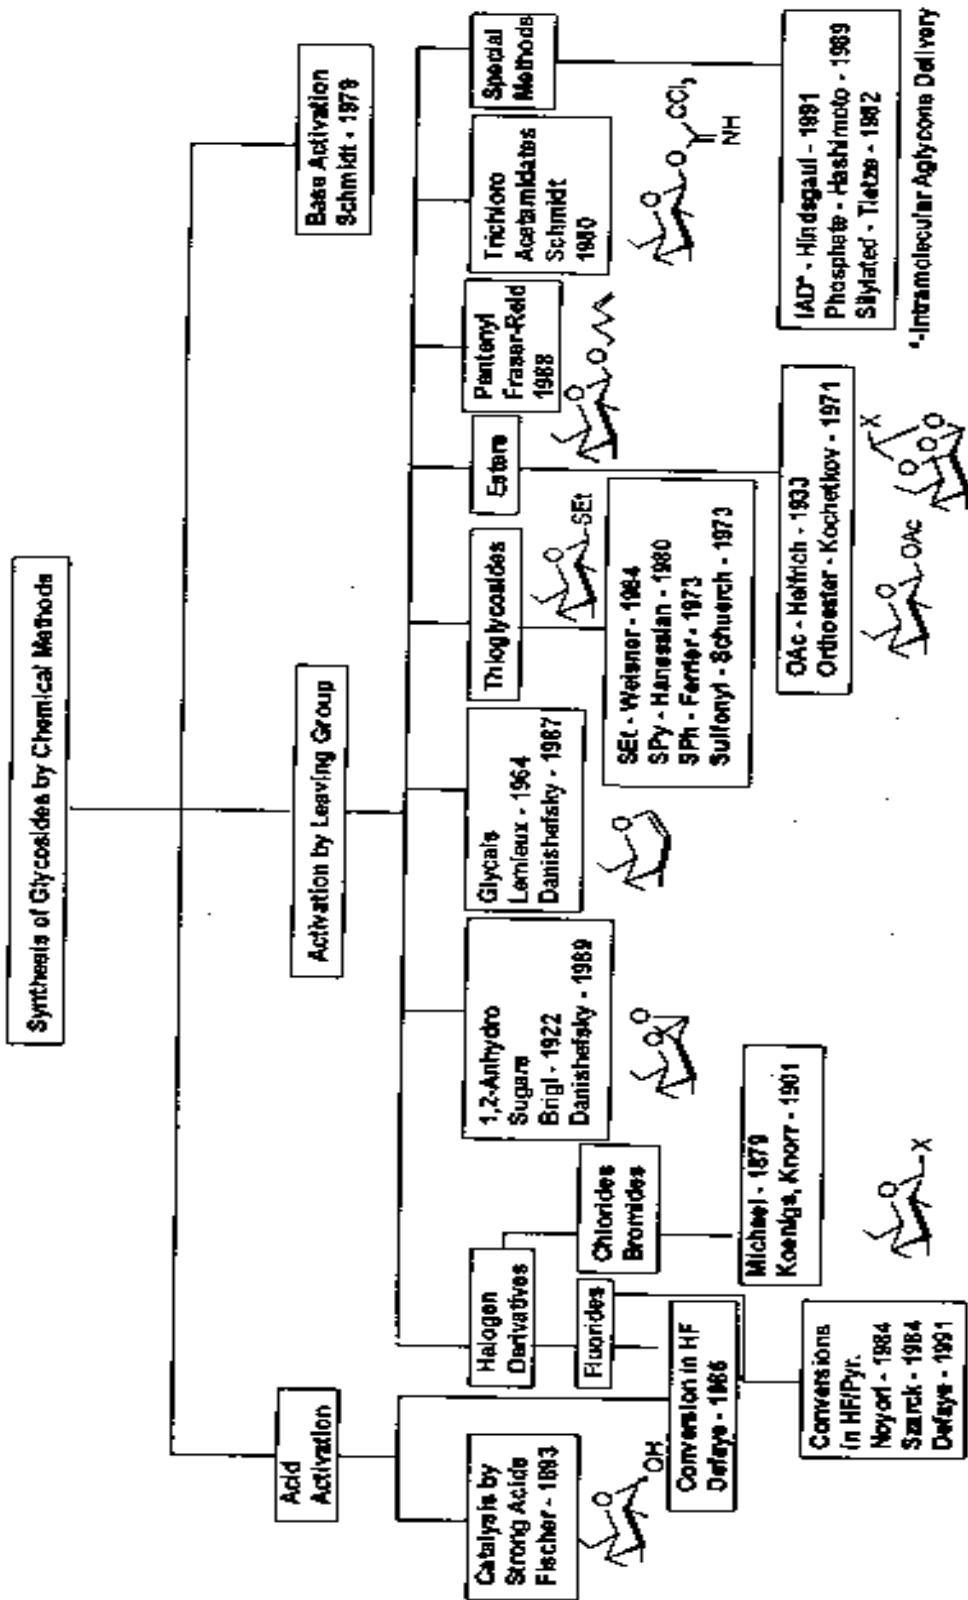 Synthesis of Glycosides by Chemical Methods
Acid
Activation
Activation by Leaving Group
Base Activation
Schmidt - 1979
Catalysis by
Strong Acids
Fischer - 1893
OH
Conversion in HF
Defaye - 1986
Halogen
Derivatives
Fluorides
Chlorides
Bromides
Conversions
in HF/Pyr.
Noyori - 1984
Szarck - 1984
Defaye - 1991
Michael - 1879
Koenigs, Knorr - 1901
O
X
1,2-Anhydro
Sugars
Brigl - 1922
Danishefsky - 1989
O
O
Glycals
Lemieux - 1964
Danishefsky - 1987
O
Thioglycosides
O
SEt
SEt - Weisner - 1984
SPy - Hanessian - 1980
SPh - Ferrier - 1973
Sulfonyl - Schuerch - 1973
Esters
OAc - Helfrich - 1933
Orthoester - Kochetkov - 1971
O
OAc
X
O
O
O
Pentenyl
Fraser-Reid
1988
O
O
Trichloro
Acetamidates
Schmidt
1980
O
O
CCl3
NH
Special
Methods
IAD* - Hindsgaul - 1991
Phosphate - Hashimoto - 1989
Silylated - Tietze - 1982
*-Intramolecular Aglycone Delivery